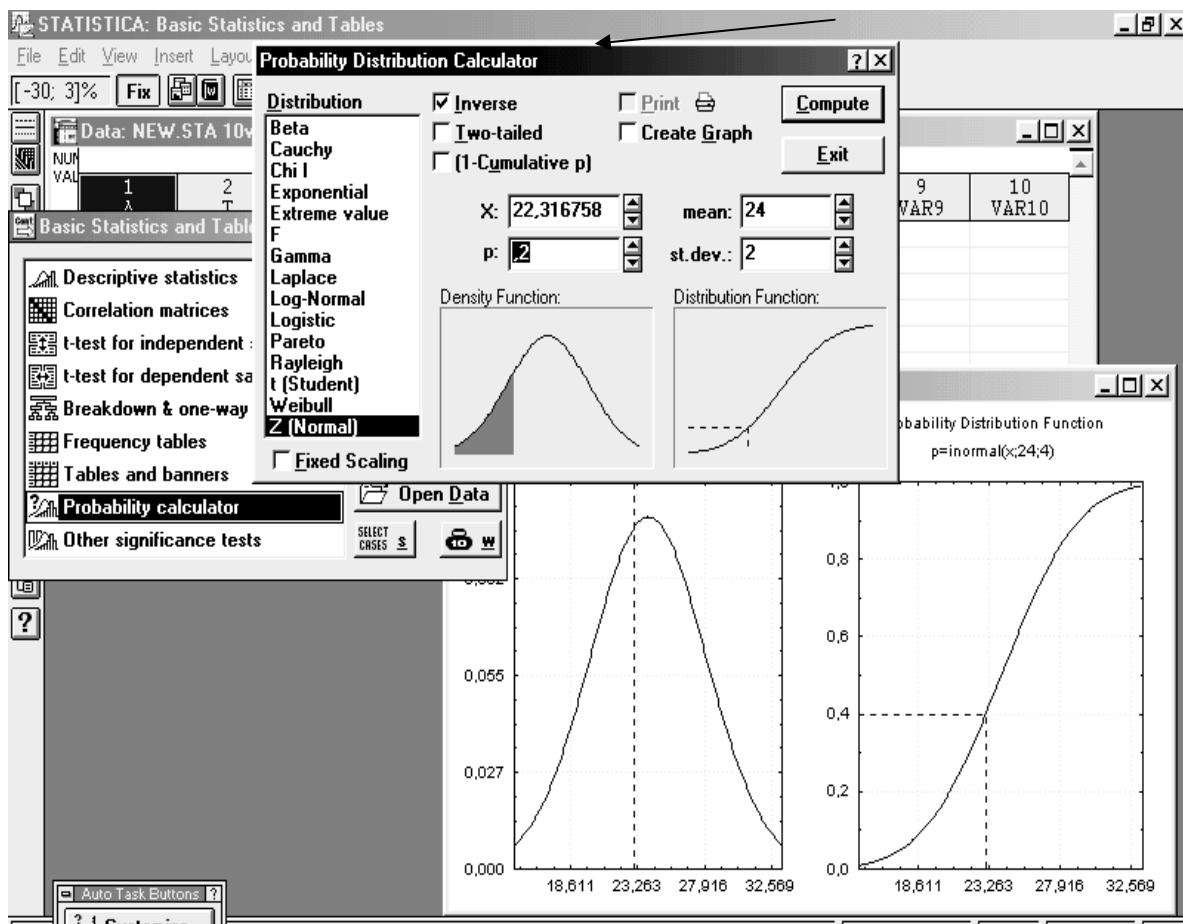 STATISTICA: Basic Statistics and Tables
File Edit View Insert Layou
[-30; 3]% Fix
Data: NEW.STA 10v
NUM
VAL
1 2
T
9 10
VAR9 VAR10
Probability Distribution Calculator
Distribution
Beta
Cauchy
Chi I
Exponential
Extreme value
F
Gamma
Laplace
Log-Normal
Logistic
Pareto
Rayleigh
t (Student)
Weibull
Z (Normal)
Fixed Scaling
Inverse
Two-tailed
(1-Cumulative p)
Print
Create Graph
Compute
Exit
X: 22,316758
p: ,2
mean: 24
st.dev.: 2
Density Function:
Distribution Function:
Basic Statistics and Table
Descriptive statistics
Correlation matrices
t-test for independent
t-test for dependent sa
Breakdown & one-way
Frequency tables
Tables and banners
Probability calculator
Other significance tests
Open Data
SELECT CASES S
W
0,055
0,027
0,000
18,611 23,263 27,916 32,569
bability Distribution Function
p=inormal(x;24;4)
0,8
0,6
0,4
0,2
0,0
18,611 23,263 27,916 32,569
Auto Task Buttons ?